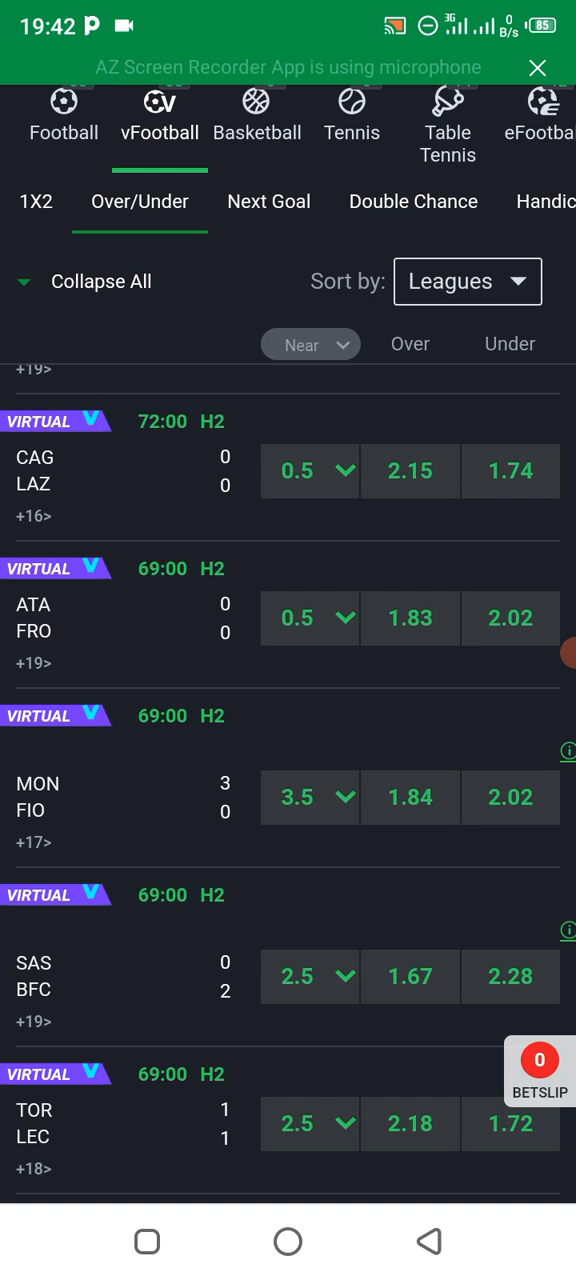 19:42 P 3G 0 B/s 85
AZ Screen Recorder App is using microphone
Football vFootball Basketball Tennis Table Tennis eFootba
1X2 Over/Under Next Goal Double Chance Handic
Collapse All Sort by: Leagues
Near Over Under
+19>
VIRTUAL V 72:00 H2
CAG 0
LAZ 0
0.5 2.15 1.74
+16>
VIRTUAL V 69:00 H2
ATA 0
FRO 0
0.5 1.83 2.02
+19>
VIRTUAL V 69:00 H2
MON 3
FIO 0
3.5 1.84 2.02
+17>
VIRTUAL V 69:00 H2
SAS 0
BFC 2
2.5 1.67 2.28
+19>
0
BETSLIP
VIRTUAL V 69:00 H2
TOR 1
LEC 1
2.5 2.18 1.72
+18>